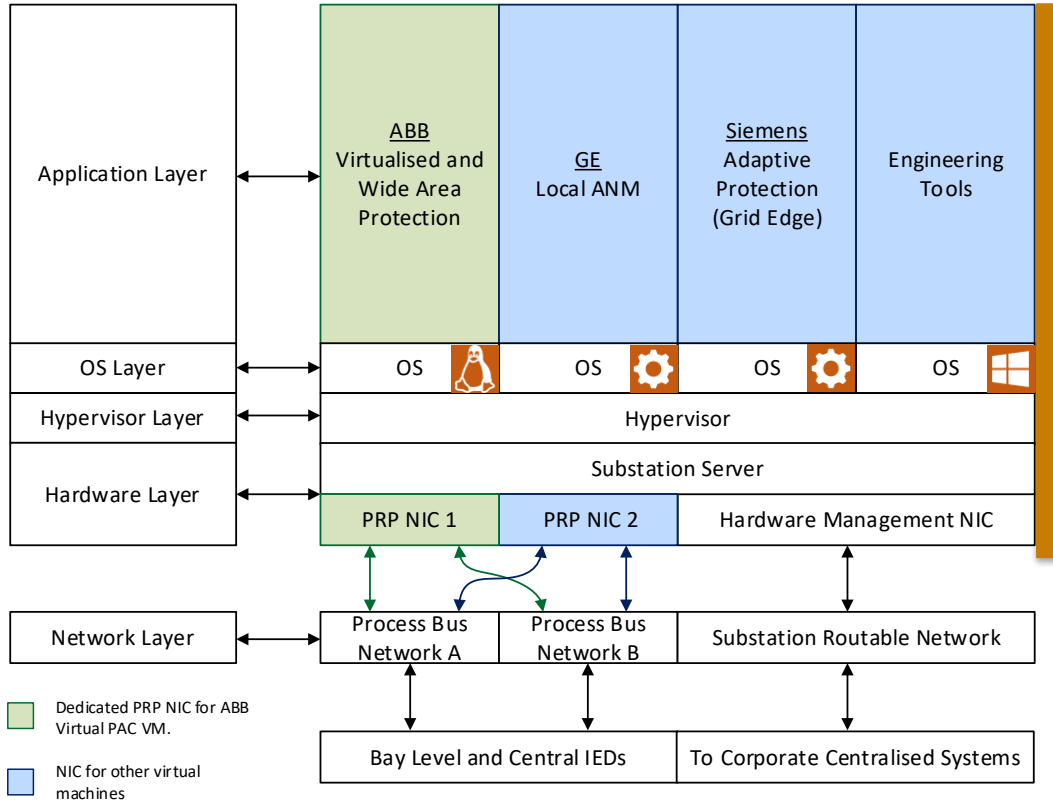 Application Layer
ABB
Virtualised and
Wide Area
Protection
GE
Local ANM
Siemens
Adaptive
Protection
(Grid Edge)
Engineering
Tools
OS Layer
OS
OS
OS
OS
Hypervisor Layer
Hypervisor
Hardware Layer
Substation Server
PRP NIC 1
PRP NIC 2
Hardware Management NIC
Network Layer
Process Bus
Network A
Process Bus
Network B
Substation Routable Network
Dedicated PRP NIC for ABB
Virtual PAC VM.
Bay Level and Central IEDs
To Corporate Centralised Systems
NIC for other virtual
machines